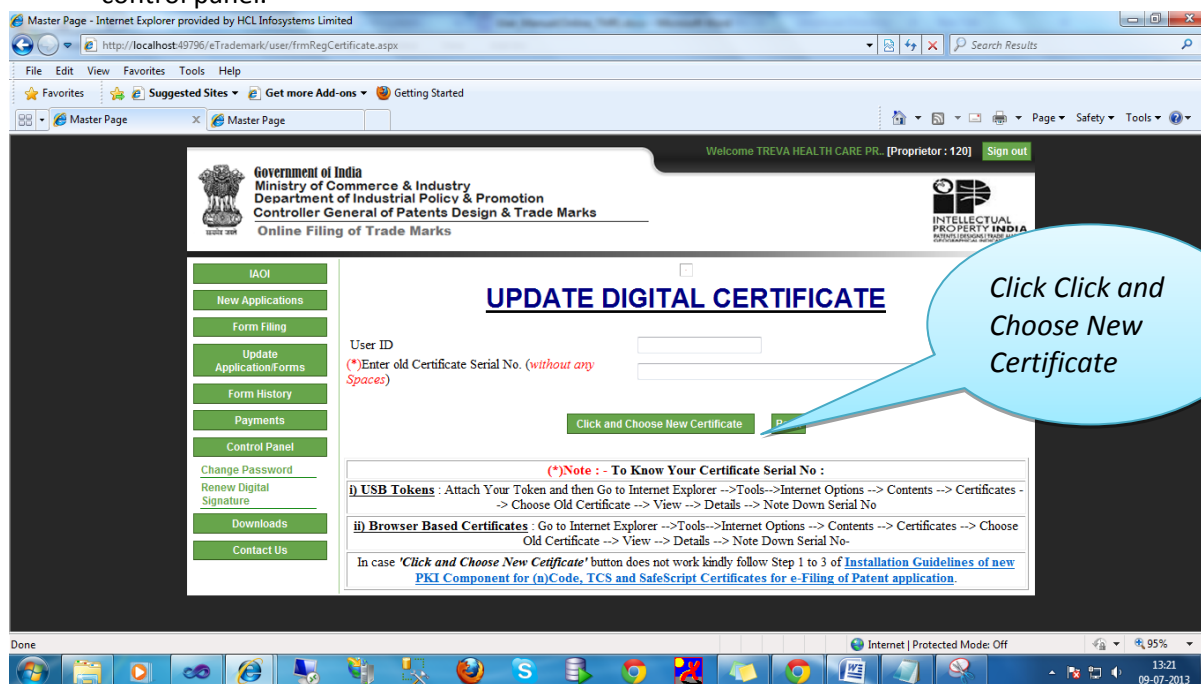 control panel.
Master Page - Internet Explorer provided by HCL Infosystems Limited
http://localhost:49796/eTrademark/user/frmRegCertificate.aspx
Search Results
File Edit View Favorites Tools Help
Favorites Suggested Sites Get more Add-ons Getting Started
Master Page Master Page Page Safety Tools
Welcome TREVA HEALTH CARE PR.. [Proprietor : 120] Sign out
Government of India
Ministry of Commerce & Industry
Department of Industrial Policy & Promotion
Controller General of Patents Design & Trade Marks
Online Filing of Trade Marks
सत्यमेव जयते
INTELLECTUAL
PROPERTY INDIA
PATENTS | DESIGNS | TRADE MARKS
GEOGRAPHICAL INDICATIONS
IAOI
New Applications
Form Filing
Update
Application/Forms
Form History
Payments
Control Panel
Change Password
Renew Digital
Signature
Downloads
Contact Us
UPDATE DIGITAL CERTIFICATE
User ID
(*)Enter old Certificate Serial No. (without any
Spaces)
Click and Choose New Certificate
Click Click and
Choose New
Certificate
(*)Note : - To Know Your Certificate Serial No :
i) USB Tokens : Attach Your Token and then Go to Internet Explorer -->Tools-->Internet Options --> Contents --> Certificates -
-> Choose Old Certificate --> View --> Details --> Note Down Serial No
ii) Browser Based Certificates : Go to Internet Explorer -->Tools-->Internet Options --> Contents --> Certificates --> Choose
Old Certificate --> View --> Details --> Note Down Serial No-
In case 'Click and Choose New Cetificate' button does not work kindly follow Step 1 to 3 of Installation Guidelines of new
PKI Component for (n)Code, TCS and SafeScript Certificates for e-Filing of Patent application.
Done Internet | Protected Mode: Off 95%
13:21
09-07-2013